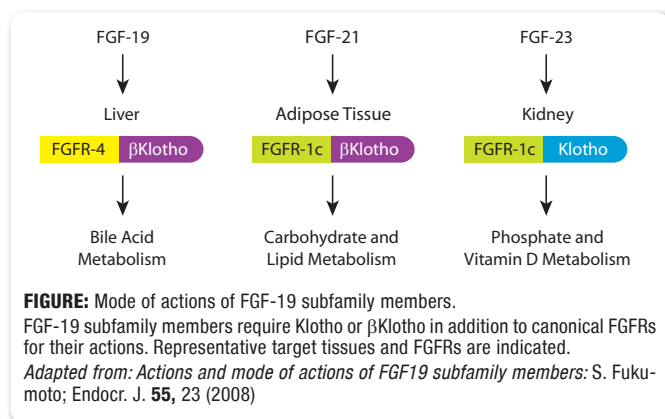 FGF-19 FGF-21 FGF-23
Liver Adipose Tissue Kidney
FGFR-4 βKlotho FGFR-1c βKlotho FGFR-1c Klotho
Bile Acid Carbohydrate and Phosphate and
Metabolism Lipid Metabolism Vitamin D Metabolism
FIGURE: Mode of actions of FGF-19 subfamily members.
FGF-19 subfamily members require Klotho or βKlotho in addition to canonical FGFRs
for their actions. Representative target tissues and FGFRs are indicated.
Adapted from: Actions and mode of actions of FGF19 subfamily members: S. Fuku-
moto; Endocr. J. 55, 23 (2008)